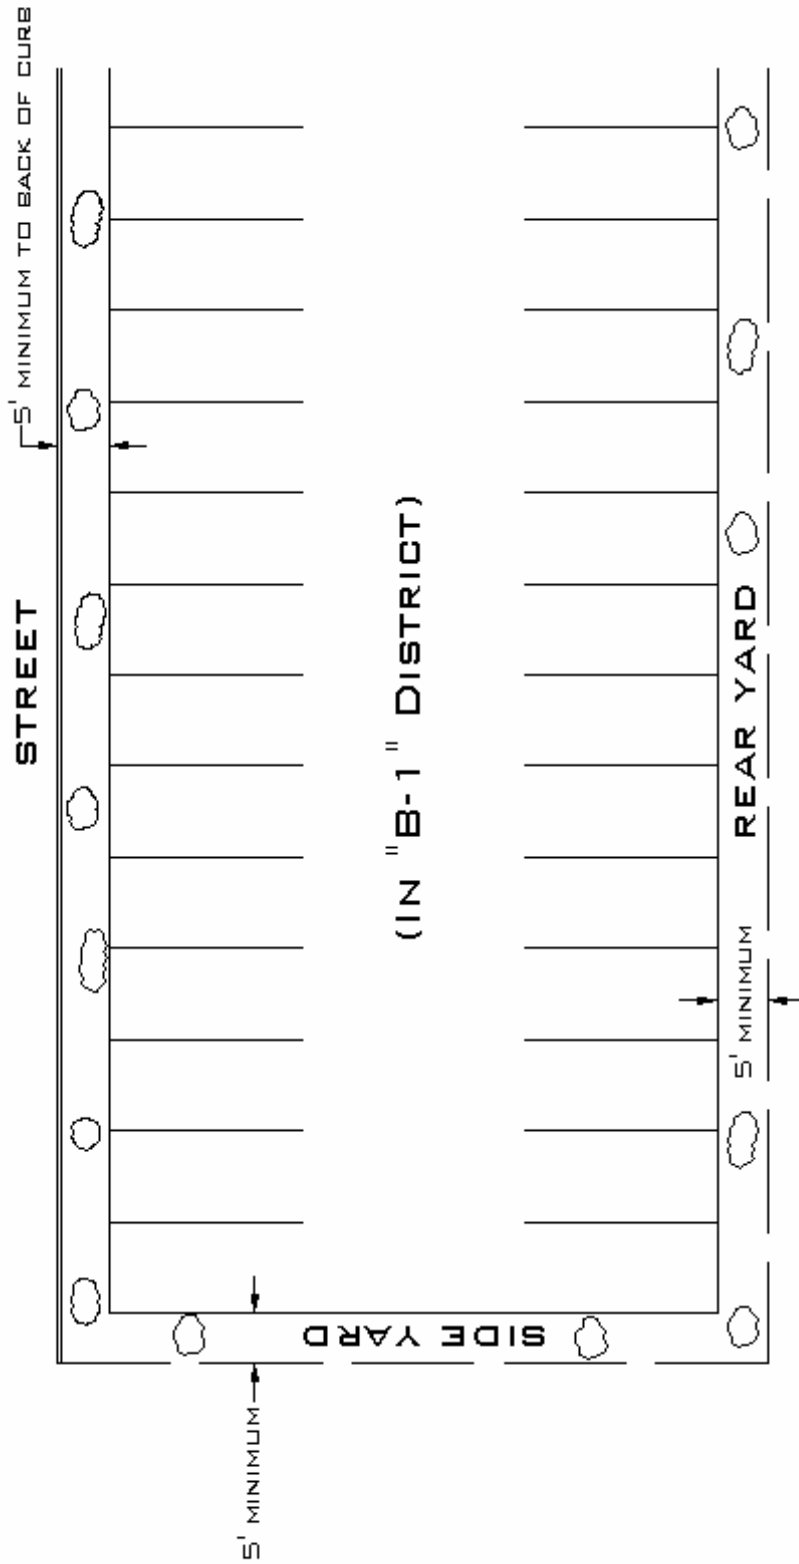 5' MINIMUM TO BACK OF CURB
STREET
(IN "B-1" DISTRICT)
REAR YARD
5' MINIMUM
SIDE YARD
5' MINIMUM